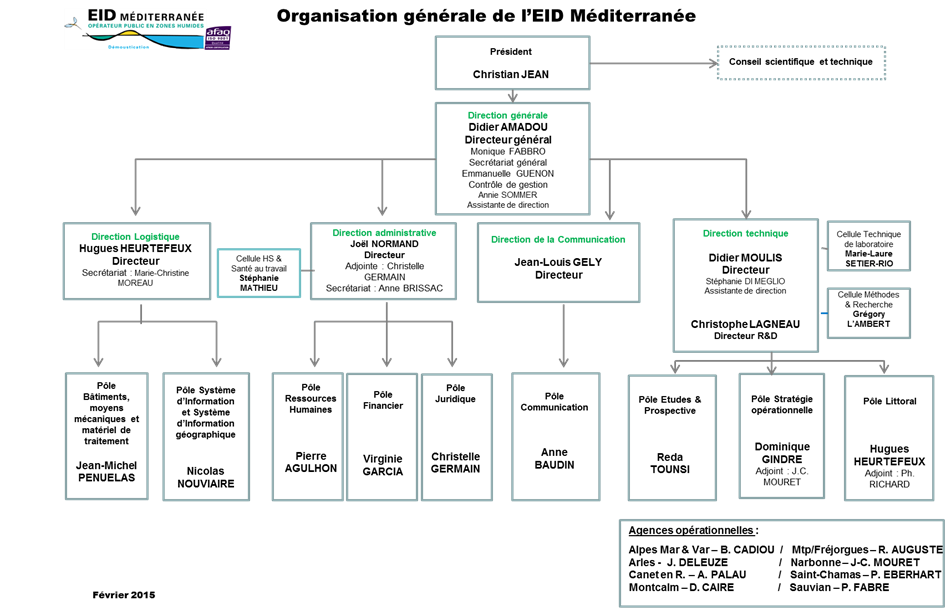 EID MÉDITERRANÉE
OPÉRATEUR PUBLIC EN ZONES HUMIDES
Démoustication
afaq
ISO 9001
Organisation générale de l'EID Méditerranée
Président
Christian JEAN
Conseil scientifique et technique
Direction générale
Didier AMADOU
Directeur général
Monique FABBRO
Secrétariat général
Emmanuelle GUENON
Contrôle de gestion
Annie SOMMER
Assistante de direction
Direction Logistique
Hugues HEURTEFEUX
Directeur
Secrétariat : Marie-Christine
MOREAU
Cellule HS &
Santé au travail
Stéphanie
MATHIEU
Direction administrative
Joël NORMAND
Directeur
Adjointe : Christelle
GERMAIN
Secrétariat : Anne BRISSAC
Direction de la Communication
Jean-Louis GELY
Directeur
Direction technique
Didier MOULIS
Directeur
Stéphanie DI MEGLIO
Assistante de direction
Christophe LAGNEAU
Directeur R&D
Cellule Technique
de laboratoire
Marie-Laure
SETIER-RIO
Cellule Méthodes
& Recherche
Grégory
L'AMBERT
Pôle
Bâtiments,
moyens
mécaniques et
matériel de
traitement
Jean-Michel
PENUELAS
Pôle Système
d'Information
et Système
d'Information
géographique
Nicolas
NOUVIAIRE
Pôle
Ressources
Humaines
Pierre
AGULHON
Pôle
Financier
Virginie
GARCIA
Pôle
Juridique
Christelle
GERMAIN
Pôle
Communication
Anne
BAUDIN
Pôle Etudes &
Prospective
Reda
TOUNSI
Pôle Stratégie
opérationnelle
Dominique
GINDRE
Adjoint : J.C.
MOURET
Pôle Littoral
Hugues
HEURTEFEUX
Adjoint : Ph.
RICHARD
Agences opérationnelles :
Alpes Mar & Var – B. CADIOU / Mtp/Fréjorgues – R. AUGUSTE
Arles - J. DELEUZE / Narbonne – J-C. MOURET
Canet en R. – A. PALAU / Saint-Chamas – P. EBERHART
Montcalm – D. CAIRE / Sauvian – P. FABRE
Février 2015